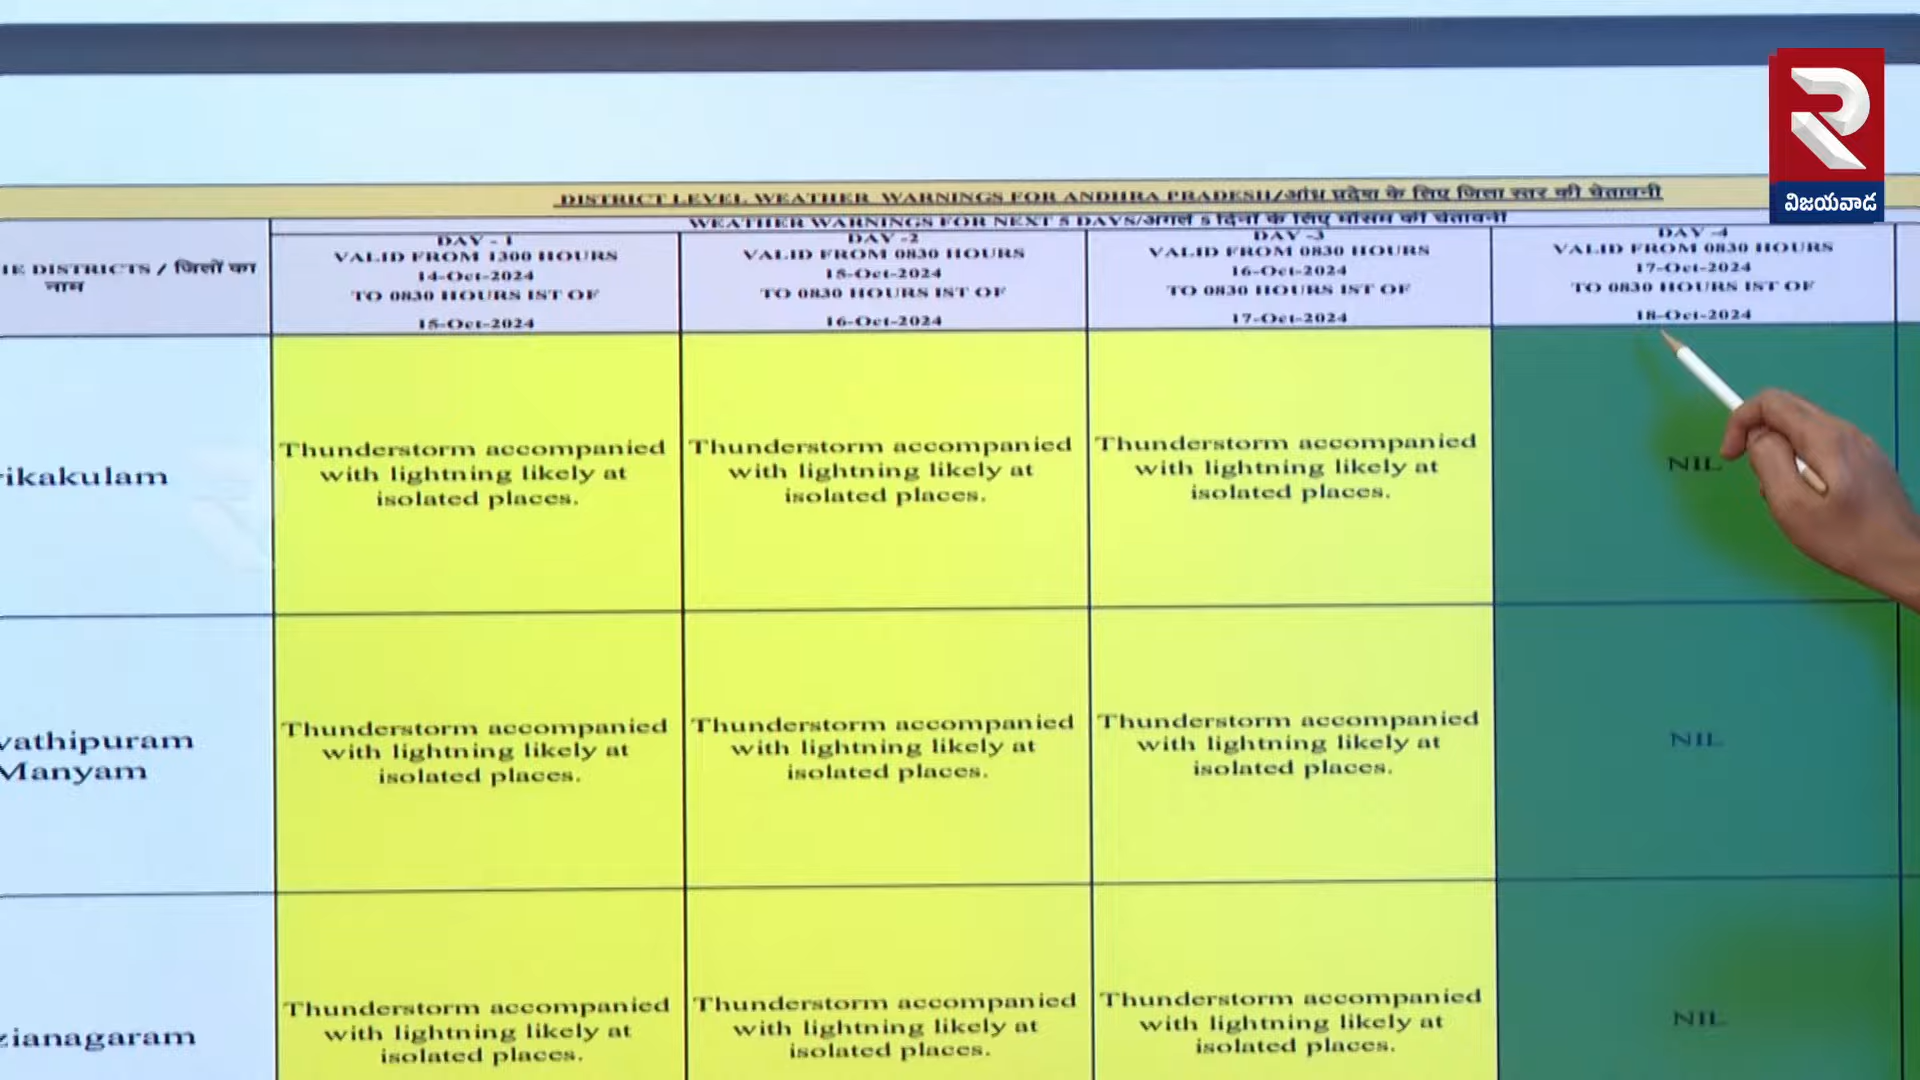 విజయవాడ
DISTRICT LEVEL WEATHER WARNINGS FOR ANDHRA PRADESH/आंध्र प्रदेश के लिए जिला स्तर की चेतावनी
WEATHER WARNINGS FOR NEXT 5 DAYS/अगले 5 दिनों के लिए मौसम की चेतावनी
DISTRICTS / जिलों का
नाम
DAY - 1
VALID FROM 1300 HOURS
14-Oct-2024
TO 0830 HOURS IST OF
15-Oct-2024
DAY -2
VALID FROM 0830 HOURS
15-Oct-2024
TO 0830 HOURS IST OF
16-Oct-2024
DAY -3
VALID FROM 0830 HOURS
16-Oct-2024
TO 0830 HOURS IST OF
17-Oct-2024
DAY -4
VALID FROM 0830 HOURS
17-Oct-2024
TO 0830 HOURS IST OF
18-Oct-2024
rikakulam
Thunderstorm accompanied
with lightning likely at
isolated places.
Thunderstorm accompanied
with lightning likely at
isolated places.
Thunderstorm accompanied
with lightning likely at
isolated places.
NIL
vathipuram
Manyam
Thunderstorm accompanied
with lightning likely at
isolated places.
Thunderstorm accompanied
with lightning likely at
isolated places.
Thunderstorm accompanied
with lightning likely at
isolated places.
NIL
zianagaram
Thunderstorm accompanied
with lightning likely at
isolated places.
Thunderstorm accompanied
with lightning likely at
isolated places.
Thunderstorm accompanied
with lightning likely at
isolated places.
NIL